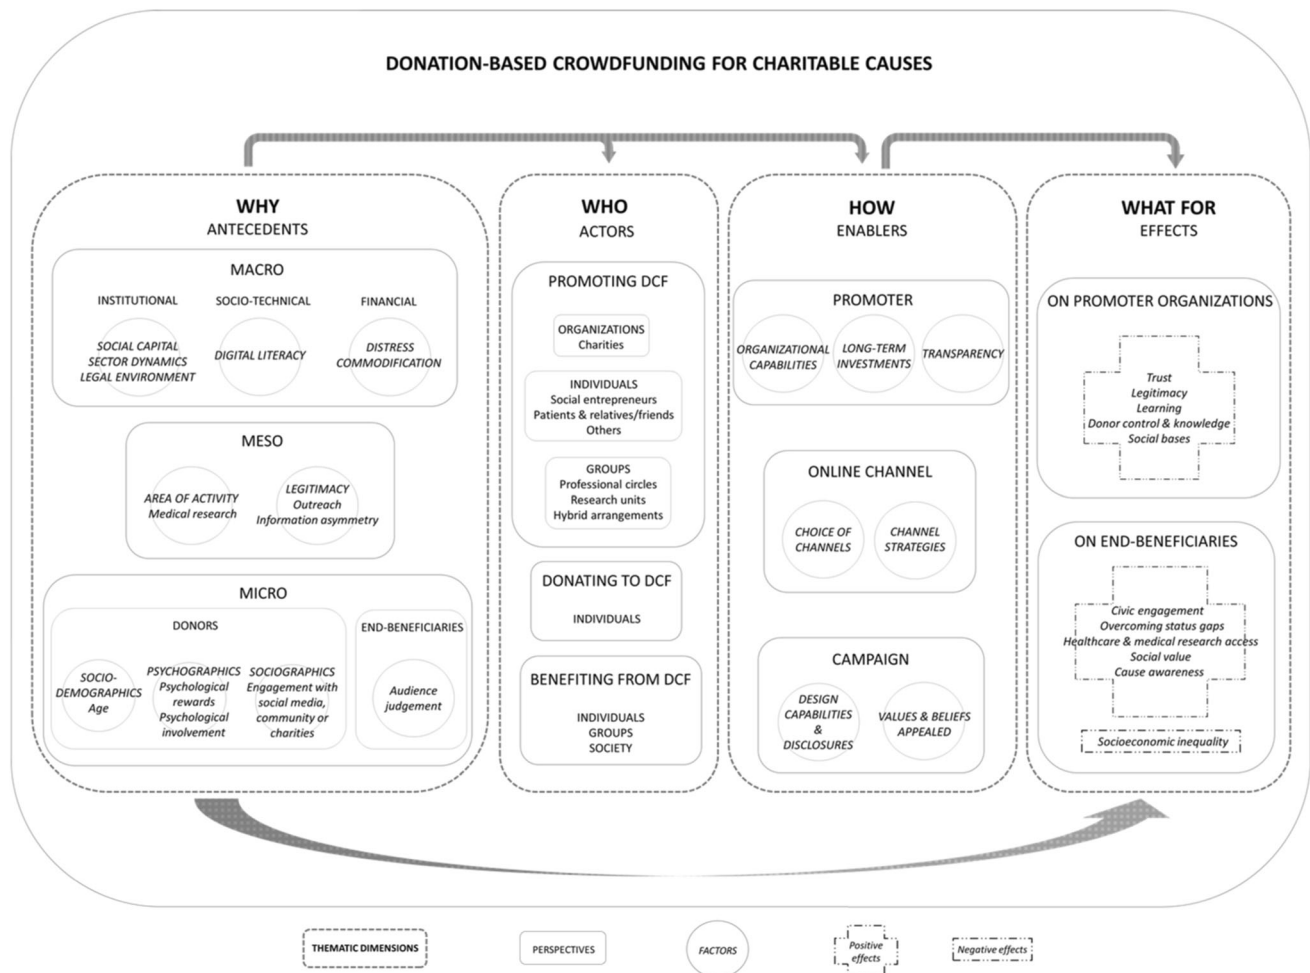 DONATION-BASED CROWDFUNDING FOR CHARITABLE CAUSES
WHY
ANTECEDENTS
MACRO
INSTITUTIONAL
SOCIAL CAPITAL
SECTOR DYNAMICS
LEGAL ENVIRONMENT
SOCIO-TECHNICAL
DIGITAL LITERACY
FINANCIAL
DISTRESS
COMMODIFICATION
MESO
AREA OF ACTIVITY
Medical research
LEGITIMACY
Outreach
Information asymmetry
MICRO
DONORS
SOCIO-
DEMOGRAPHICS
Age
PSYCHOGRAPHICS
Psychological
rewards
Psychological
involvement
SOCIOGRAPHICS
Engagement with
social media,
community or
charities
END-BENEFICIARIES
Audience
judgement
WHO
ACTORS
PROMOTING DCF
ORGANIZATIONS
Charities
INDIVIDUALS
Social entrepreneurs
Patients & relatives/friends
Others
GROUPS
Professional circles
Research units
Hybrid arrangements
DONATING TO DCF
INDIVIDUALS
BENEFITING FROM DCF
INDIVIDUALS
GROUPS
SOCIETY
HOW
ENABLERS
PROMOTER
ORGANIZATIONAL
CAPABILITIES
LONG-TERM
INVESTMENTS
TRANSPARENCY
ONLINE CHANNEL
CHOICE OF
CHANNELS
CHANNEL
STRATEGIES
CAMPAIGN
DESIGN
CAPABILITIES
&
DISCLOSURES
VALUES & BELIEFS
APPEALED
WHAT FOR
EFFECTS
ON PROMOTER ORGANIZATIONS
Trust
Legitimacy
Learning
Donor control & knowledge
Social bases
ON END-BENEFICIARIES
Civic engagement
Overcoming status gaps
Healthcare & medical research access
Social value
Cause awareness
Socioeconomic inequality
THEMATIC DIMENSIONS
PERSPECTIVES
FACTORS
Positive
effects
Negative effects